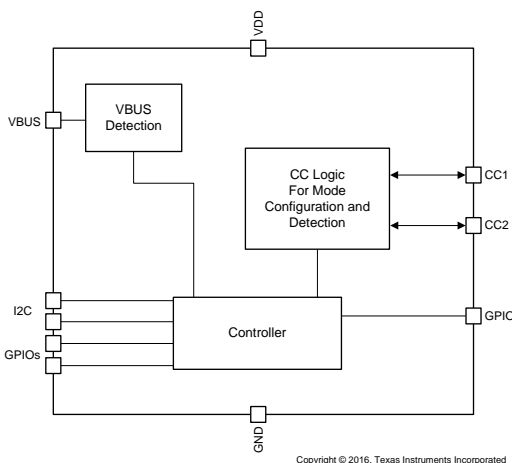 VDD
VBUS
VBUS
Detection
CC Logic
For Mode
Configuration and
Detection
CC1
CC2
I2C
GPIOs
Controller
GPIO
GND
Copyright © 2016, Texas Instruments Incorporated